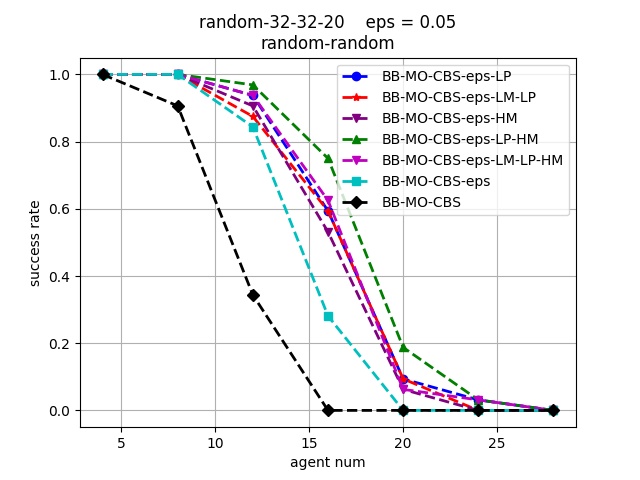 random-32-32-20    eps = 0.05
random-random
success rate
1.0
0.8
0.6
0.4
0.2
0.0
BB-MO-CBS-eps-LP
BB-MO-CBS-eps-LM-LP
BB-MO-CBS-eps-HM
BB-MO-CBS-eps-LP-HM
BB-MO-CBS-eps-LM-LP-HM
BB-MO-CBS-eps
BB-MO-CBS
5 10 15 20 25
agent num